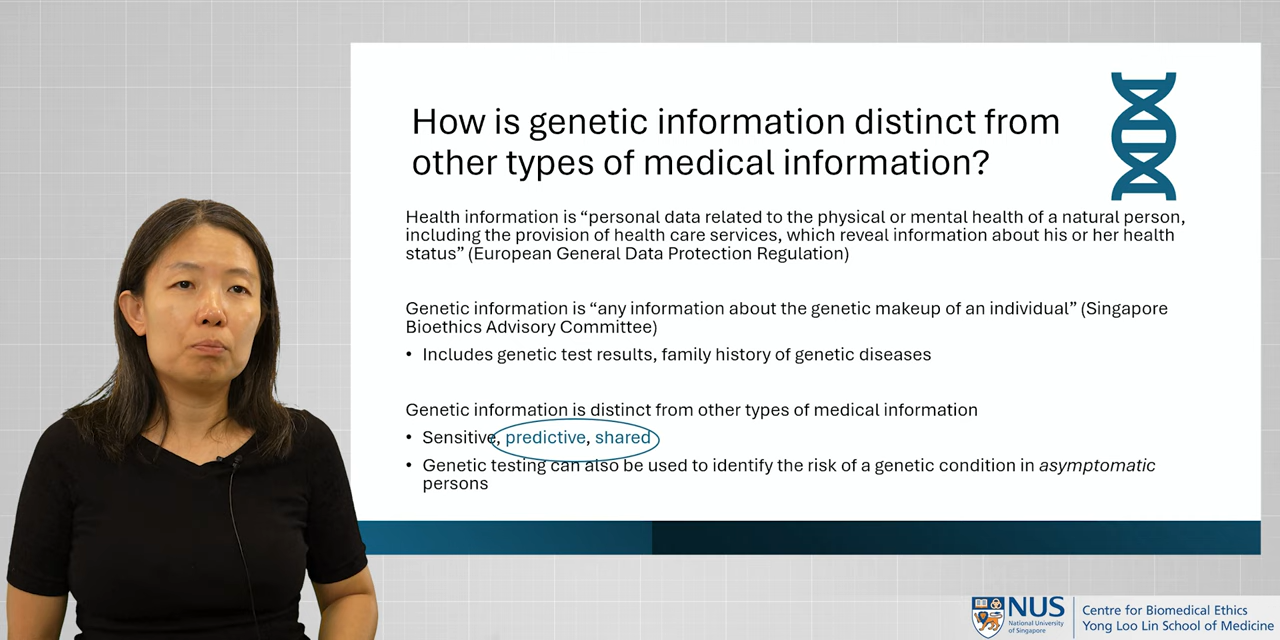 How is genetic information distinct from
other types of medical information?
Health information is “personal data related to the physical or mental health of a natural person,
including the provision of health care services, which reveal information about his or her health
status” (European General Data Protection Regulation)
Genetic information is “any information about the genetic makeup of an individual” (Singapore
Bioethics Advisory Committee)
• Includes genetic test results, family history of genetic diseases
Genetic information is distinct from other types of medical information
• Sensitive, predictive, shared
• Genetic testing can also be used to identify the risk of a genetic condition in asymptomatic
persons
NUS
National University
of Singapore
Centre for Biomedical Ethics
Yong Loo Lin School of Medicine